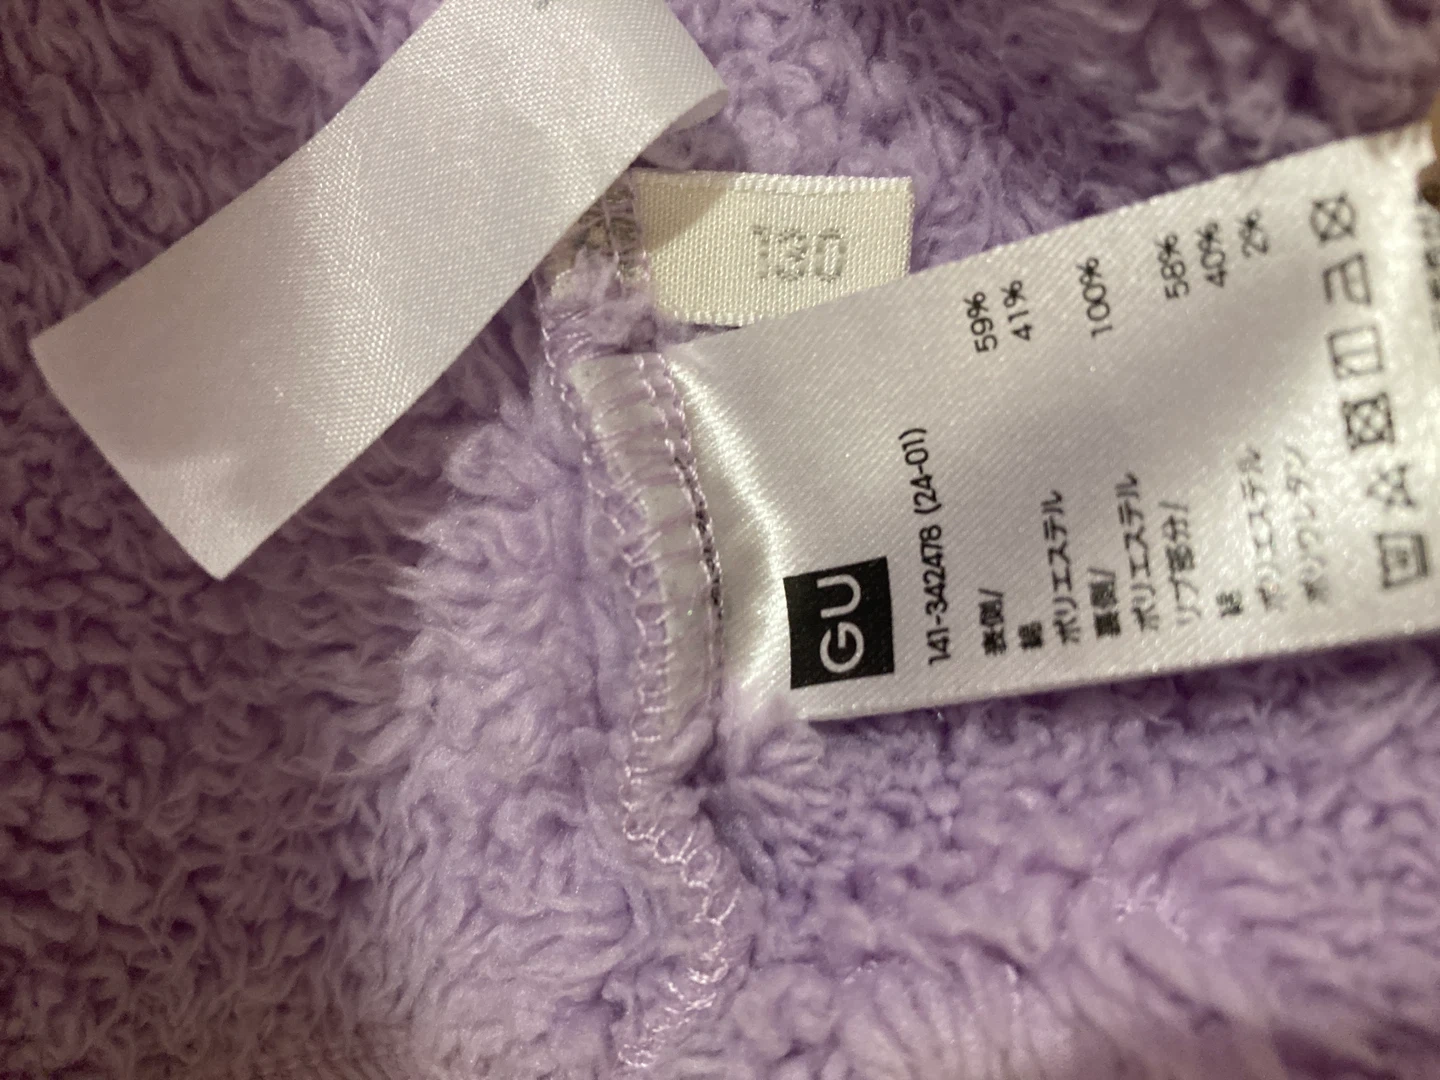 130
GU
141-342478 (24-01)
表側/
綿 59%
ポリエステル 41%
裏側/
ポリエステル 100%
リブ部分/
綿 58%
ポリエステル 40%
ポリウレタン 2%